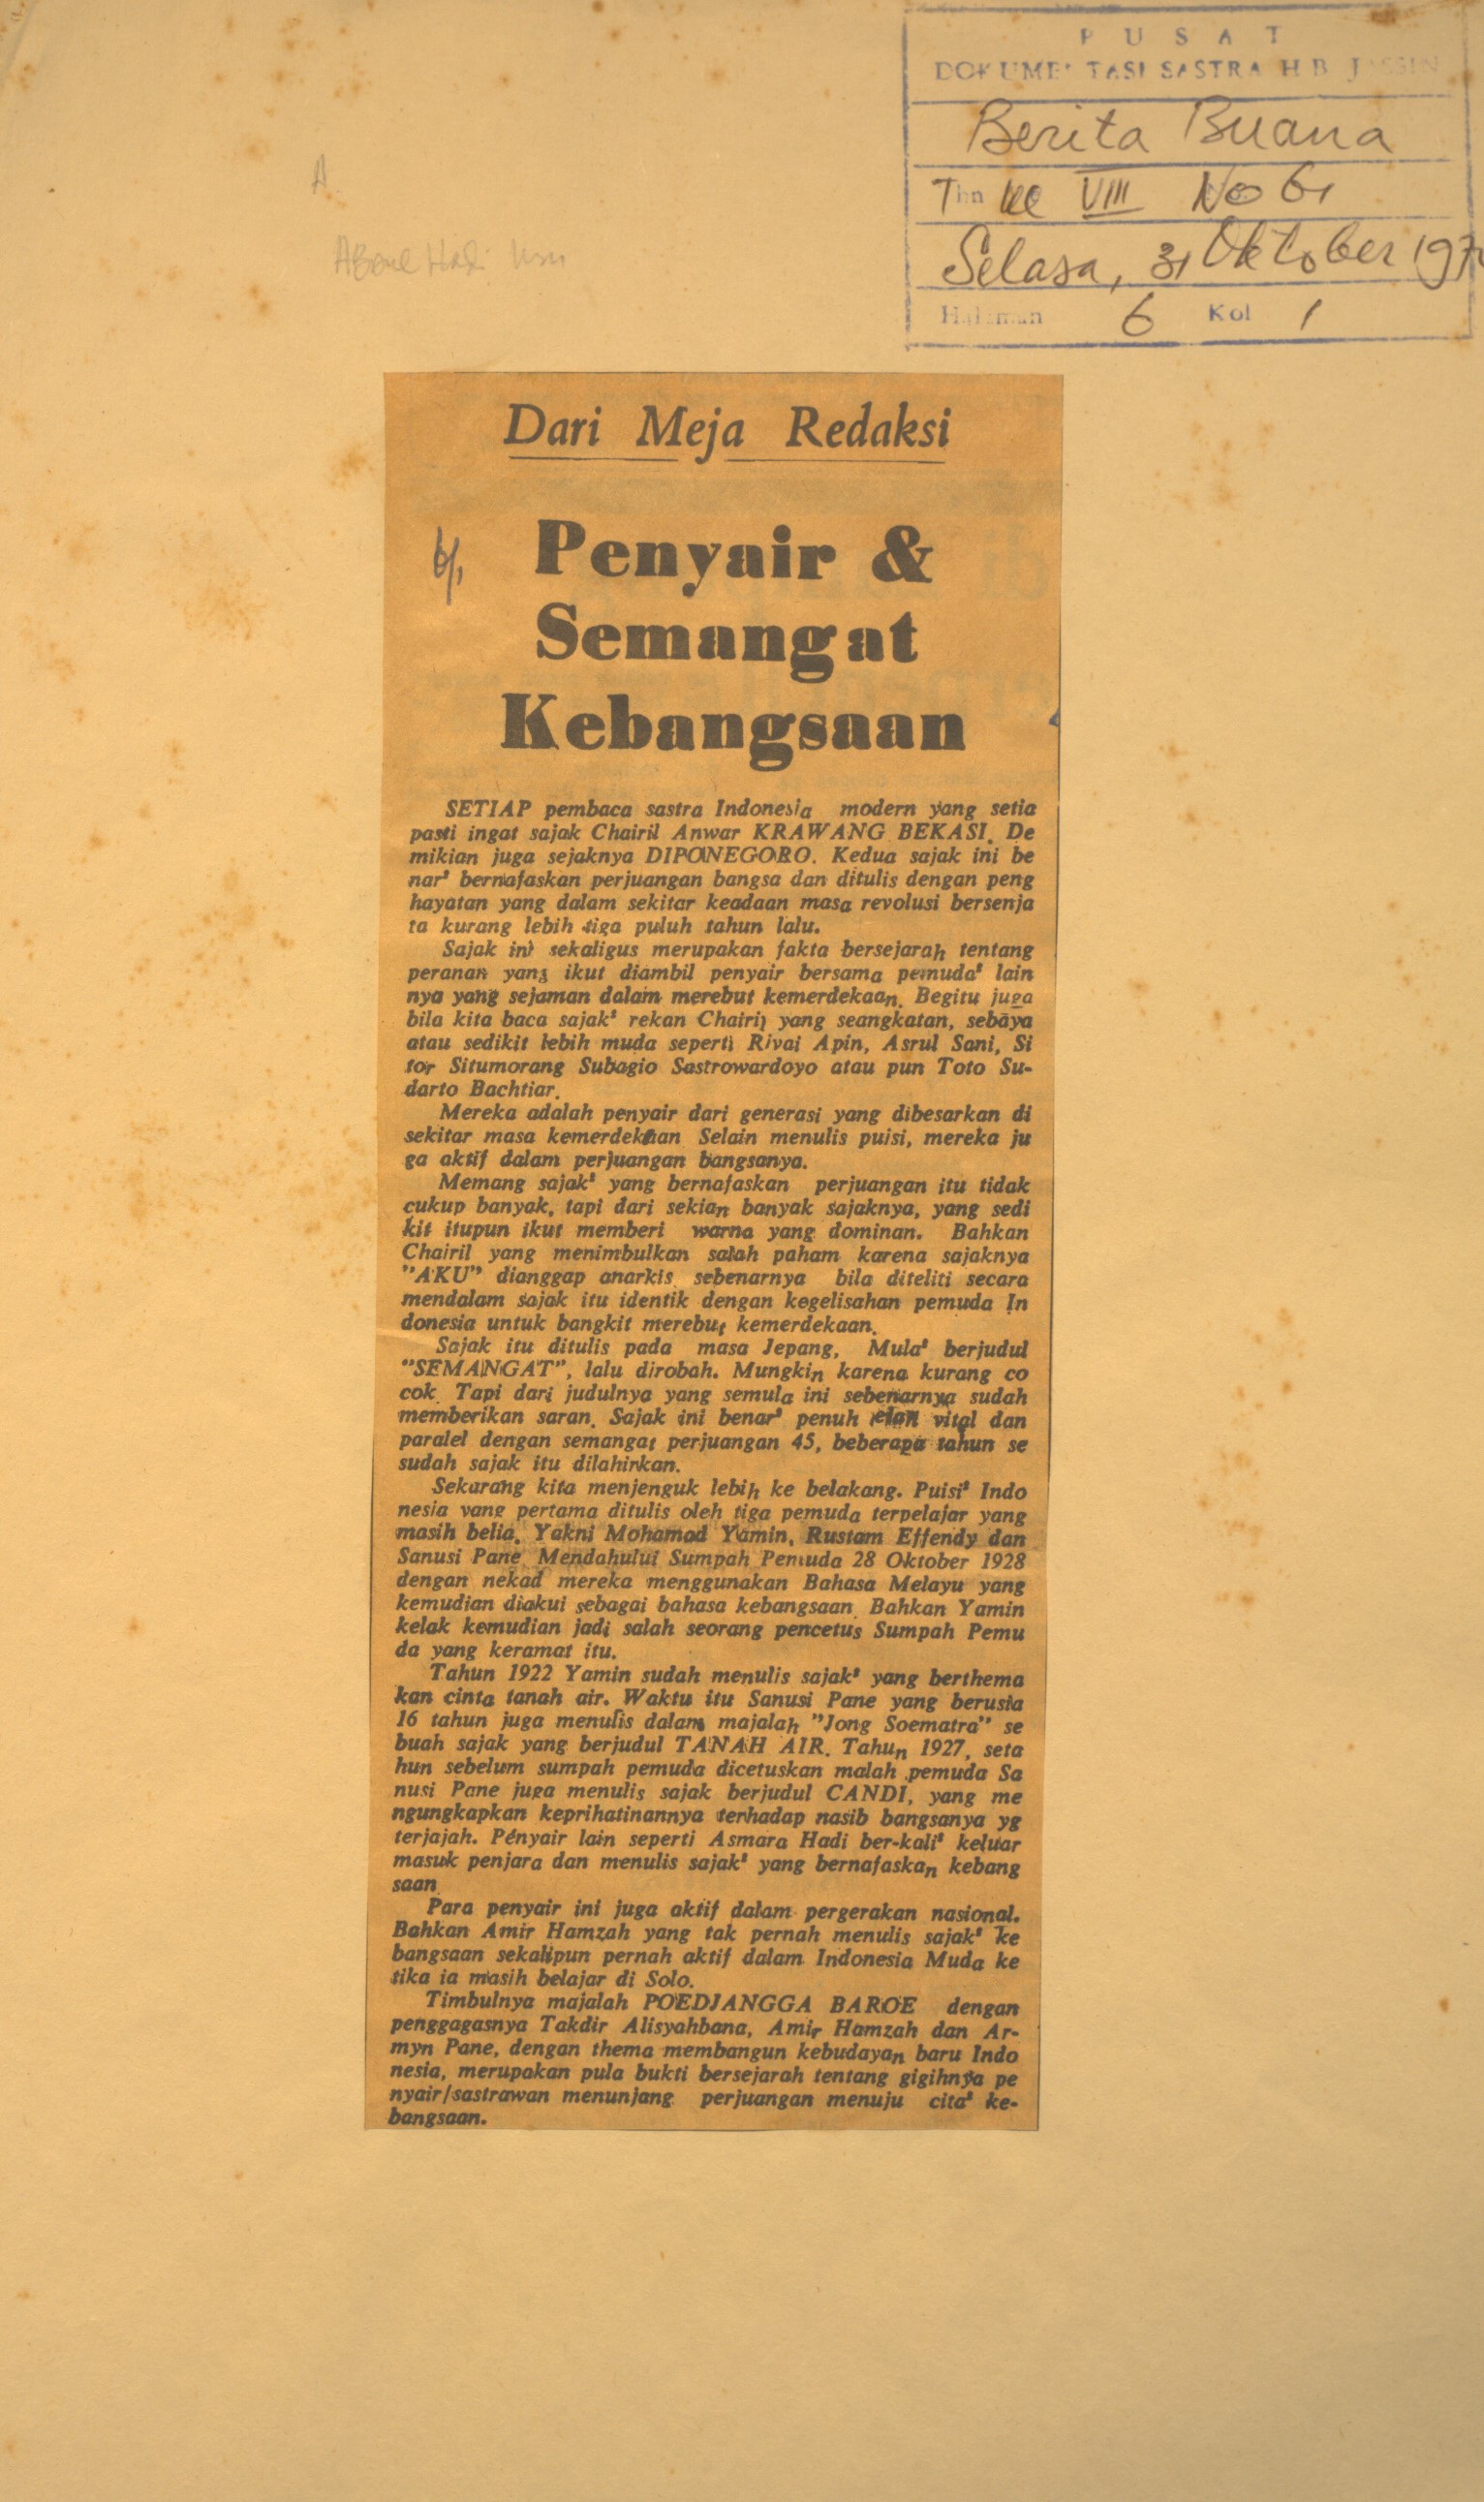 PUSAT
DOKUMENTASI SASTRA H B JASSIN
Berita Buana
Thn ke VIII No 61
Selasa, 31 Oktober 197
Halaman 6 Kol 1
A
Abdul Hadi
Dari Meja Redaksi
Penyair &
Semangat
Kebangsaan
SETIAP pembaca sastra Indonesia modern yang setia
pasti ingat sajak Chairil Anwar KRAWANG BEKASI. De
mikian juga sejaknya DIPONEGORO. Kedua sajak ini be
nar² bernafaskan perjuangan bangsa dan ditulis dengan peng
hayatan yang dalam sekitar keadaan masa revolusi bersenja
ta kurang lebih tiga puluh tahun lalu.
Sajak ini sekaligus merupakan fakta bersejarah tentang
peranan yang ikut diambil penyair bersama pemuda² lain
nya yang sejaman dalam merebut kemerdekaan. Begitu juga
bila kita baca sajak² rekan Chairil yang seangkatan, sebaya
atau sedikit lebih muda seperti Rivai Apin, Asrul Sani, Si
tor Situmorang Subagio Sastrowardoyo atau pun Toto Su-
darto Bachtiar.
Mereka adalah penyair dari generasi yang dibesarkan di
sekitar masa kemerdekaan Selain menulis puisi, mereka ju
ga aktif dalam perjuangan bangsanya.
Memang sajak² yang bernafaskan perjuangan itu tidak
cukup banyak, tapi dari sekian banyak sajaknya, yang sedi
kit itupun ikut memberi warna yang dominan. Bahkan
Chairil yang menimbulkan salah paham karena sajaknya
"AKU" dianggap anarkis sebenarnya bila diteliti secara
mendalam sajak itu identik dengan kegelisahan pemuda In
donesia untuk bangkit merebut kemerdekaan.
Sajak itu ditulis pada masa Jepang, Mula² berjudul
"SEMANGAT", lalu dirobah. Mungkin karena kurang co
cok. Tapi dari judulnya yang semula ini sebenarnya sudah
memberikan saran. Sajak ini benar² penuh elan vital dan
paralel dengan semangat perjuangan 45, beberapa tahun se
sudah sajak itu dilahirkan.
Sekarang kita menjenguk lebih ke belakang. Puisi² Indo
nesia yang pertama ditulis oleh tiga pemuda terpelajar yang
masih belia. Yakni Mohamad Yamin, Rustam Effendy dan
Sanusi Pane. Mendahului Sumpah Pemuda 28 Oktober 1928
dengan nekad mereka menggunakan Bahasa Melayu yang
kemudian diakui sebagai bahasa kebangsaan. Bahkan Yamin
kelak kemudian jadi salah seorang pencetus Sumpah Pemu
da yang keramat itu.
Tahun 1922 Yamin sudah menulis sajak² yang berthema
kan cinta tanah air. Waktu itu Sanusi Pane yang berusia
16 tahun juga menulis dalam majalah "Jong Soematra" se
buah sajak yang berjudul TANAH AIR. Tahun 1927, seta
hun sebelum sumpah pemuda dicetuskan malah pemuda Sa
nusi Pane juga menulis sajak berjudul CANDI, yang me
ngungkapkan keprihatinannya terhadap nasib bangsanya yg
terjajah. Penyair lain seperti Asmara Hadi ber-kali² keluar
masuk penjara dan menulis sajak² yang bernafaskan kebang
saan.
Para penyair ini juga aktif dalam pergerakan nasional.
Bahkan Amir Hamzah yang tak pernah menulis sajak² ke
bangsaan sekalipun pernah aktif dalam Indonesia Muda ke
tika ia masih belajar di Solo.
Timbulnya majalah POEDJANGGA BAROE dengan
penggagasnya Takdir Alisyahbana, Amir Hamzah dan Ar-
myn Pane, dengan thema membangun kebudayan baru Indo
nesia, merupakan pula bukti bersejarah tentang gigihnya pe
nyair/sastrawan menunjang perjuangan menuju cita² ke-
bangsaan.